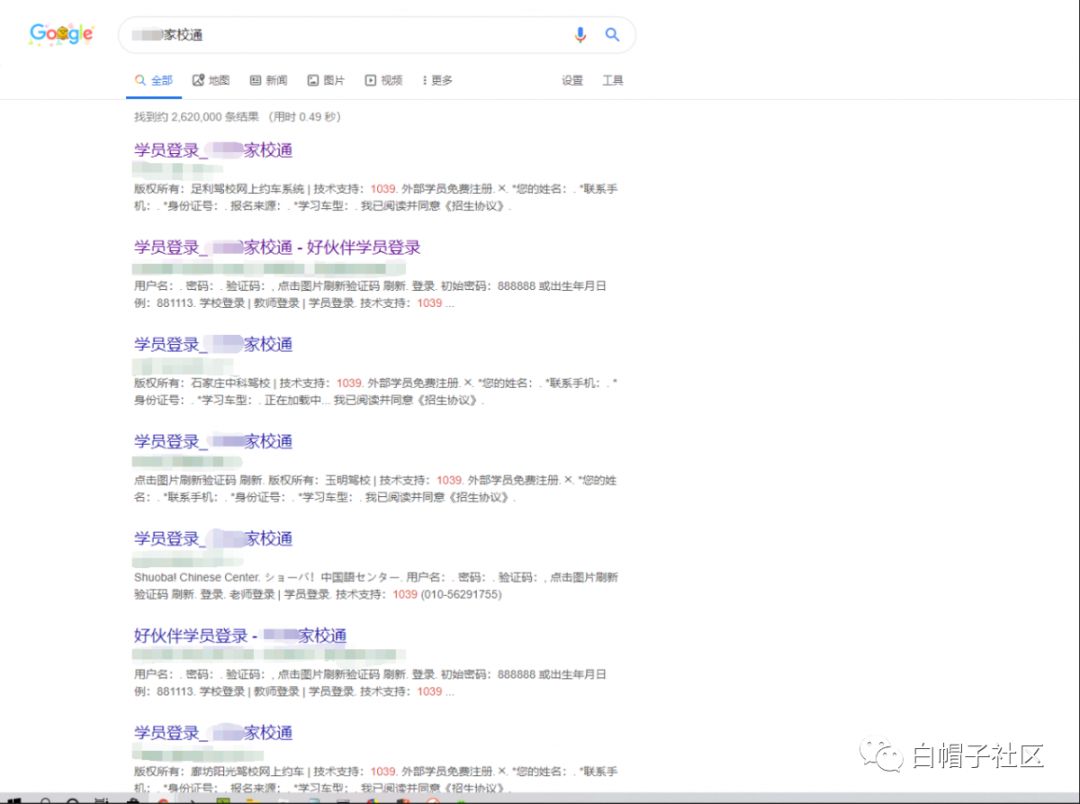 Google
家校通
全部 地图 新闻 图片 视频 更多 设置 工具
找到约 2,620,000 条结果 （用时 0.49 秒）
学员登录_家校通
版权所有：足利驾校网上约车系统 | 技术支持：1039. 外部学员免费注册. ×. *您的姓名：. *联系手
机：. *身份证号：. 报名来源：. *学习车型：. 我已阅读并同意《招生协议》.
学员登录_家校通 - 好伙伴学员登录
用户名：. 密码：. 验证码：, 点击图片刷新验证码 刷新. 登录. 初始密码：888888 或出生年月日
例：881113. 学校登录 | 教师登录 | 学员登录. 技术支持：1039 ...
学员登录_家校通
版权所有：石家庄中科驾校 | 技术支持：1039. 外部学员免费注册. ×. *您的姓名：. *联系手机：. *
身份证号：. *学习车型：. 正在加载中... 我已阅读并同意《招生协议》.
学员登录_家校通
点击图片刷新验证码 刷新. 版权所有：玉明驾校 | 技术支持：1039. 外部学员免费注册. ×. *您的姓
名：. *联系手机：. *身份证号：. *学习车型：. 我已阅读并同意《招生协议》.
学员登录_家校通
Shuoba! Chinese Center. ショーバ！中国語センター. 用户名：. 密码：. 验证码：, 点击图片刷新
验证码 刷新. 登录. 老师登录 | 学员登录. 技术支持：1039 (010-56291755)
好伙伴学员登录 - 家校通
用户名：. 密码：. 验证码：, 点击图片刷新验证码 刷新. 登录. 初始密码：888888 或出生年月日
例：881113. 学校登录 | 教师登录 | 学员登录. 技术支持：1039 ...
学员登录_家校通
版权所有：廊坊阳光驾校网上约车 | 技术支持：1039. 外部学员免费注册. ×. *您的姓名：. *联系手
机：. *身份证号：. 报名来源：. *学习车型：. 我已阅读并同意《招生协议》.
白帽子社区